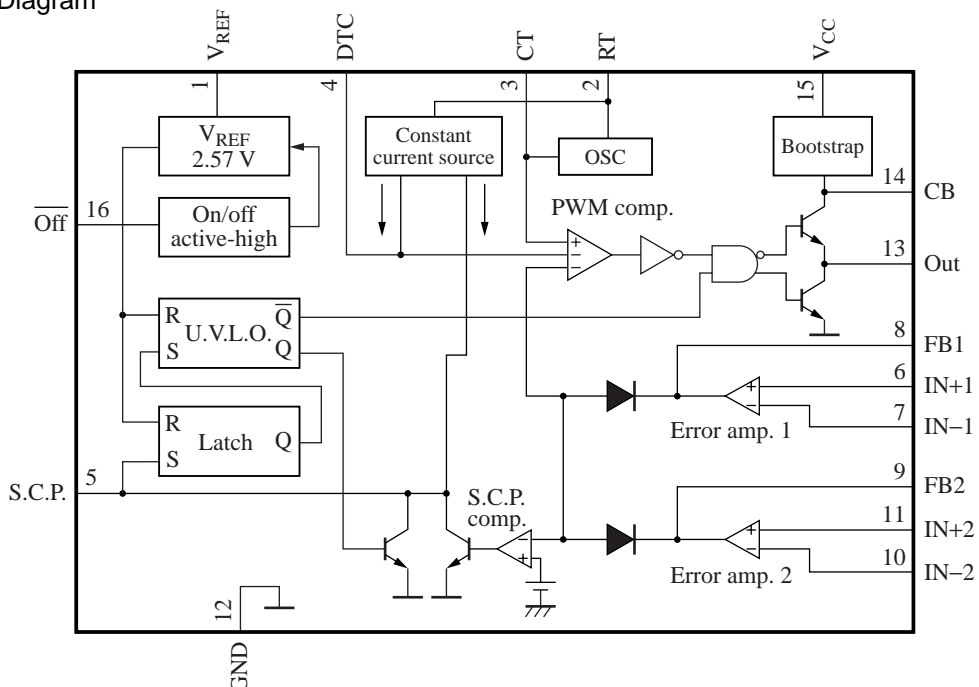 Diagram
VREF
DTC
CT
RT
VCC
1
4
3
2
15
VREF
2.57 V
Constant
current source
OSC
Bootstrap
14
CB
Off
16
On/off
active-high
PWM comp.
+
−
−
13
Out
R
S
U.V.L.O.
Q
Q
8
FB1
6
IN+1
+
−
7
IN−1
Error amp. 1
R
S
Latch
Q
S.C.P.
5
S.C.P.
comp.
−
+
9
FB2
11
IN+2
+
−
10
IN−2
Error amp. 2
12
GND